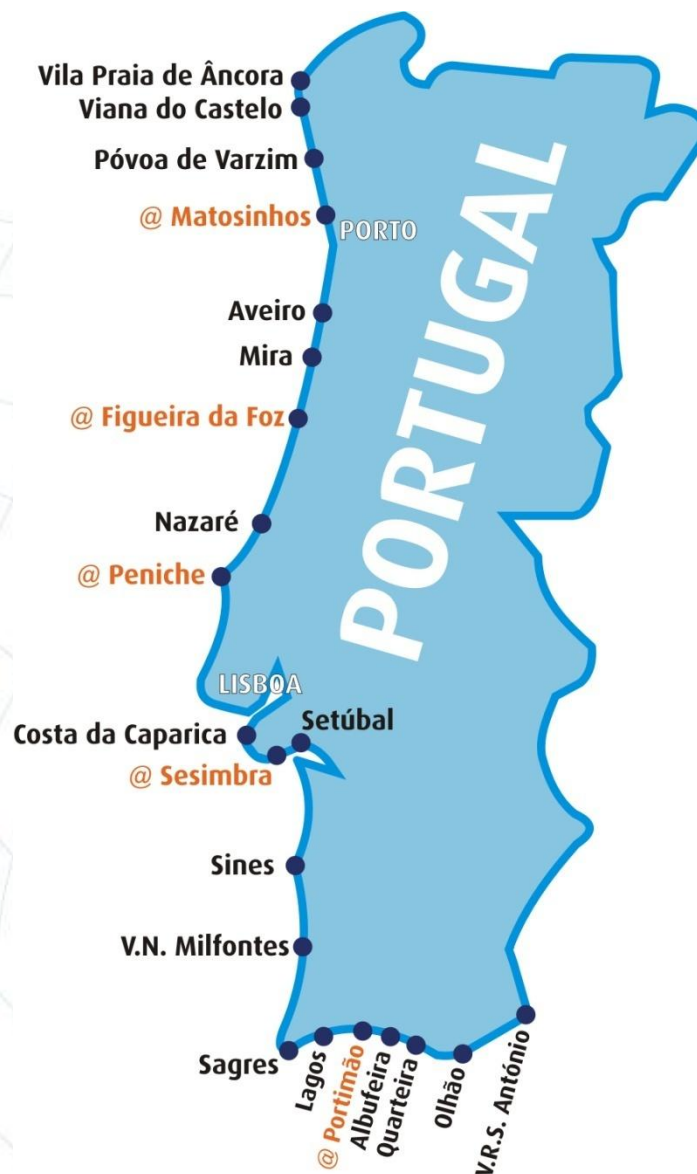 Vila Praia de Âncora
Viana do Castelo
Póvoa de Varzim
@ Matosinhos
PORTO
Aveiro
Mira
@ Figueira da Foz
Nazaré
@ Peniche
PORTUGAL
LISBOA
Costa da Caparica
Setúbal
@ Sesimbra
Sines
V.N. Milfontes
Sagres
Lagos
@ Portimão
Albufeira
Quarteira
Olhão
V.R.S. António